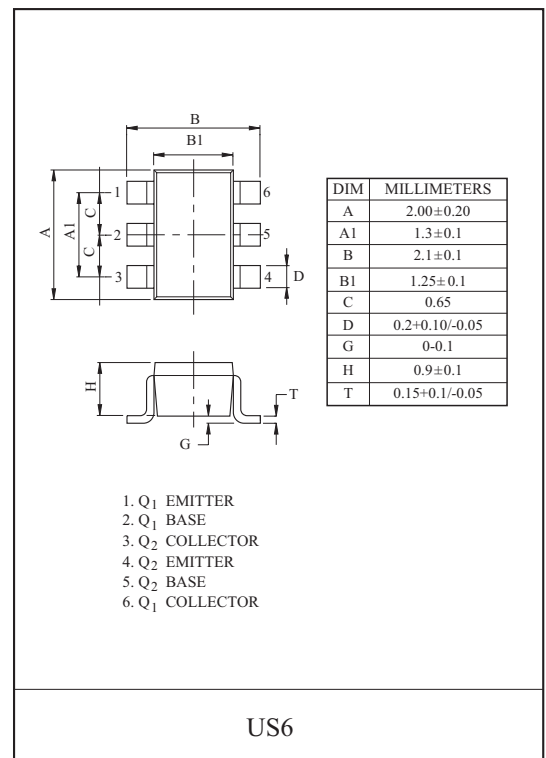 B
B1
1 6
A A1 C
2 5
C
3 4 D
H T
G
DIM MILLIMETERS
A 2.00±0.20
A1 1.3±0.1
B 2.1±0.1
B1 1.25±0.1
C 0.65
D 0.2+0.10/-0.05
G 0-0.1
H 0.9±0.1
T 0.15+0.1/-0.05
1. Q1 EMITTER
2. Q1 BASE
3. Q2 COLLECTOR
4. Q2 EMITTER
5. Q2 BASE
6. Q1 COLLECTOR
US6